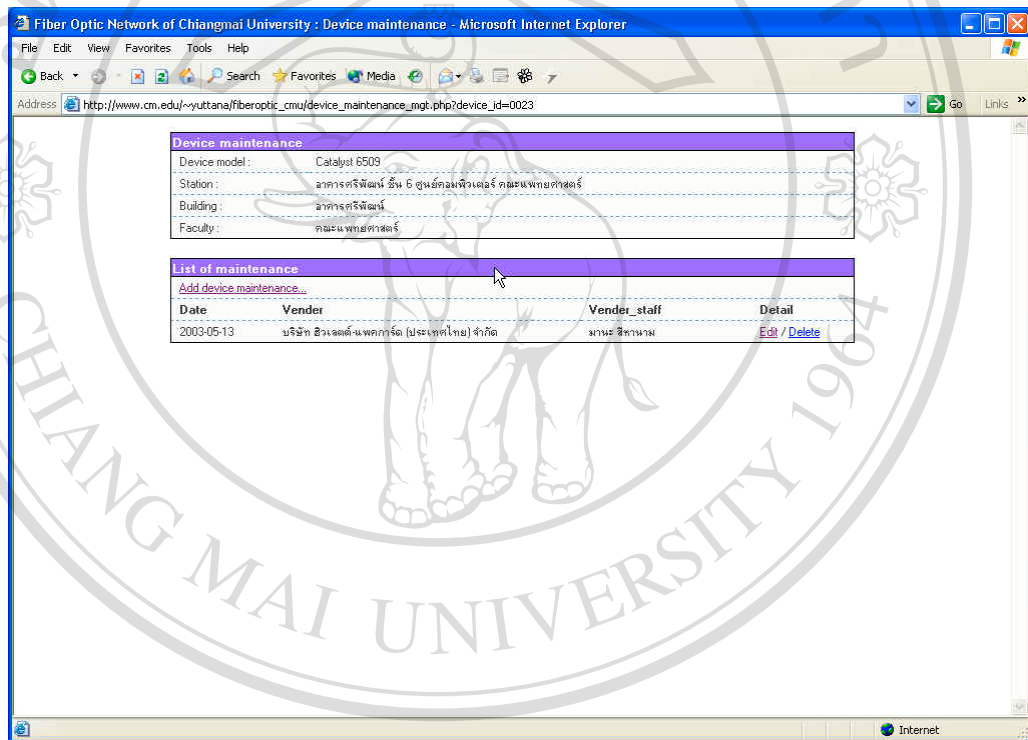 Fiber Optic Network of Chiangmai University : Device maintenance - Microsoft Internet Explorer
File Edit View Favorites Tools Help
Back Search Favorites Media
Address http://www.cm.edu/~yuttana/fiberoptic_cmu/device_maintenance_mgt.php?device_id=0023 Go Links »
Device maintenance
Device model : Catalyst 6509
Station : อาคารศรีพัฒน์ ชั้น 6 ศูนย์คอมพิวเตอร์ คณะแพทยศาสตร์
Building : อาคารศรีพัฒน์
Faculty : คณะแพทยศาสตร์
List of maintenance
Add device maintenance...
Date Vender Vender_staff Detail
2003-05-13 บริษัท ฮิวเลตต์-แพคการ์ด (ประเทศไทย) จำกัด มานะ สีหานาม Edit / Delete
CHIANG MAI UNIVERSITY 1964
Internet